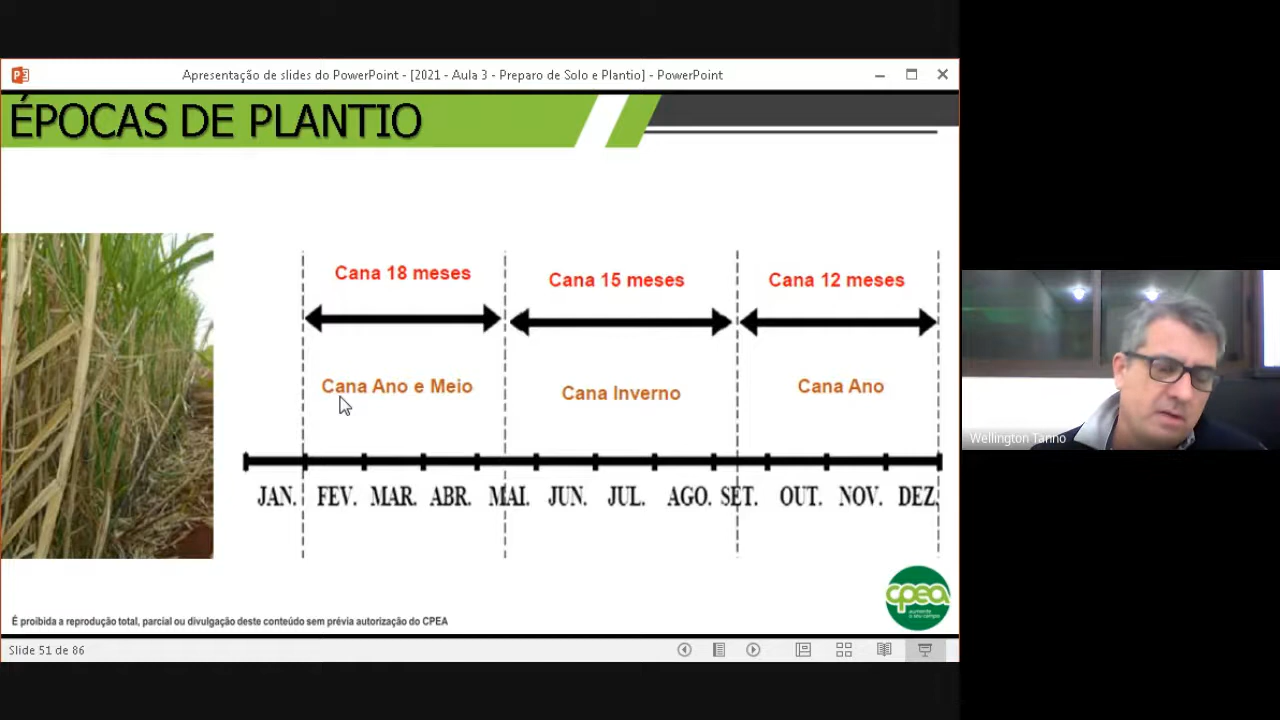 Apresentação de slides do PowerPoint - [2021 - Aula 3 - Preparo de Solo e Plantio] - PowerPoint
ÉPOCAS DE PLANTIO
Cana 18 meses
Cana 15 meses
Cana 12 meses
Cana Ano e Meio
Cana Inverno
Cana Ano
JAN. FEV. MAR. ABR. MAI. JUN. JUL. AGO. SET. OUT. NOV. DEZ.
cpea
aumente
o seu campo
É proibida a reprodução total, parcial ou divulgação deste conteúdo sem prévia autorização do CPEA
Slide 51 de 86